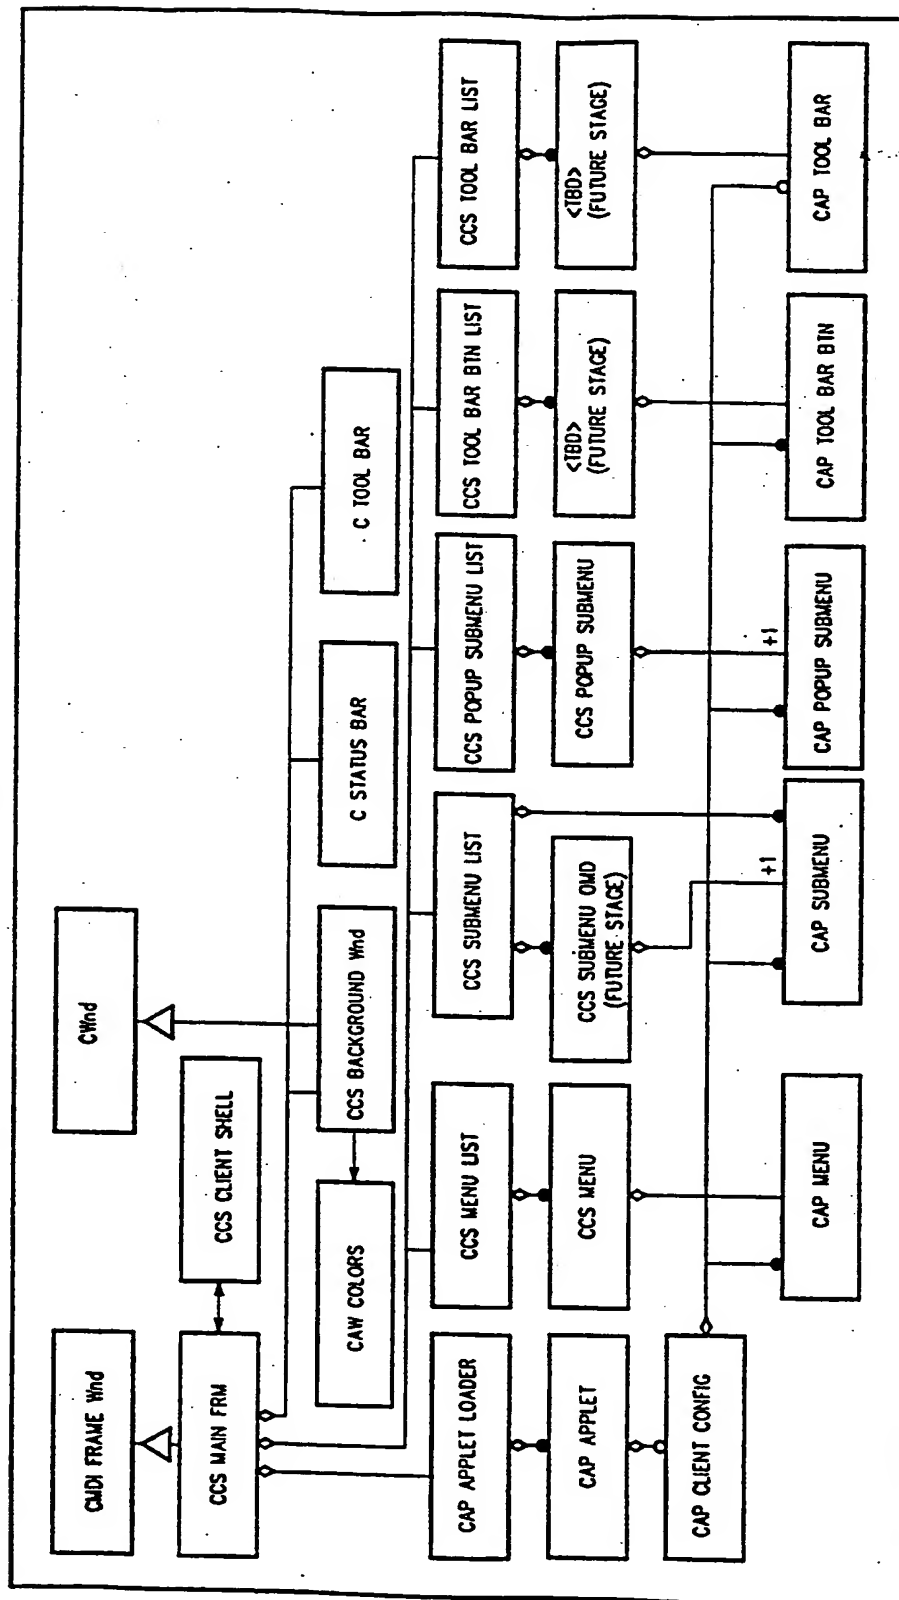 CMDI FRAME Wnd
CWnd
CCS MAIN FRM
CCS CLIENT SHELL
CAW COLORS
CCS BACKGROUND Wnd
C STATUS BAR
C TOOL BAR
CAP APPLET LOADER
CCS MENU LIST
CCS SUBMENU LIST
CCS POPUP SUBMENU LIST
CCS TOOL BAR BTN LIST
CCS TOOL BAR LIST
CAP APPLET
CCS MENU
CCS SUBMENU OMD
(FUTURE STAGE)
CCS POPUP SUBMENU
<TBD>
(FUTURE STAGE)
<TBD>
(FUTURE STAGE)
CAP CLIENT CONFIG
+1
+1
CAP MENU
CAP SUBMENU
CAP POPUP SUBMENU
CAP TOOL BAR BTN
CAP TOOL BAR